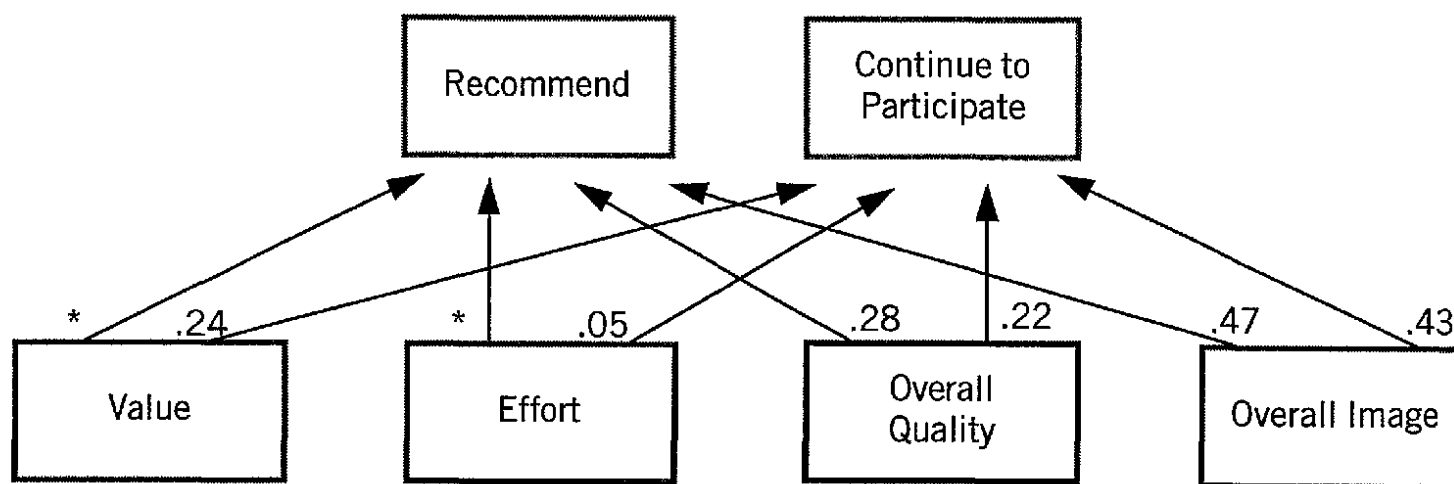 Recommend
Continue to
Participate
* .24 * .05 .28 .22 .47 .43
Value
Effort
Overall
Quality
Overall Image